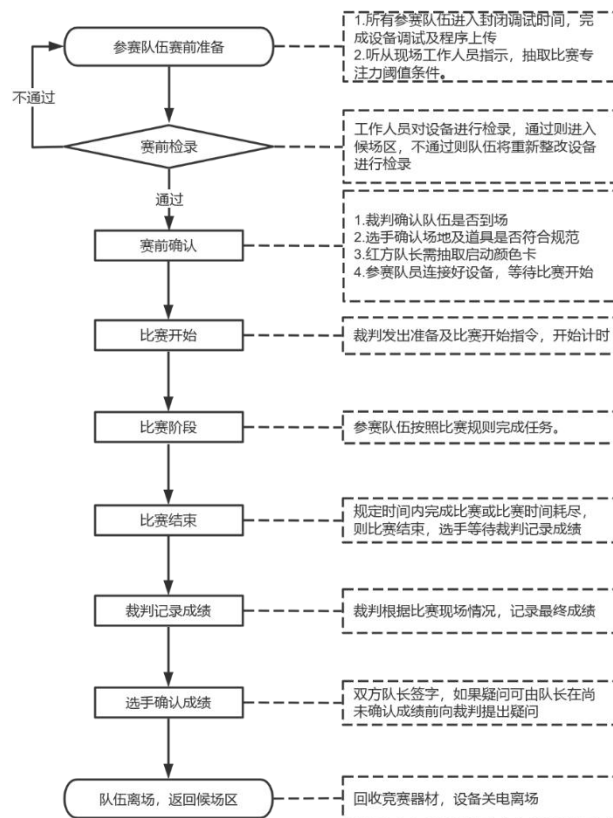 参赛队伍赛前准备
1.所有参赛队伍进入封闭调试时间，完
成设备调试及程序上传
2.听从现场工作人员指示，抽取比赛专
注力阈值条件。
不通过
赛前检录
工作人员对设备进行检录，通过则进入
候场区，不通过则队伍将重新整改设备
进行检录
通过
赛前确认
1.裁判确认队伍是否到场
2.选手确认场地及道具是否符合规范
3.红方队长需抽取启动颜色卡
4.参赛队员连接好设备，等待比赛开始
比赛开始
裁判发出准备及比赛开始指令，开始计时
比赛阶段
参赛队伍按照比赛规则完成任务。
比赛结束
规定时间内完成比赛或比赛时间耗尽，
则比赛结束，选手等待裁判记录成绩
裁判记录成绩
裁判根据比赛现场情况，记录最终成绩
选手确认成绩
双方队长签字，如果疑问可由队长在尚
未确认成绩前向裁判提出疑问
队伍离场，返回候场区
回收竞赛器材，设备关电离场